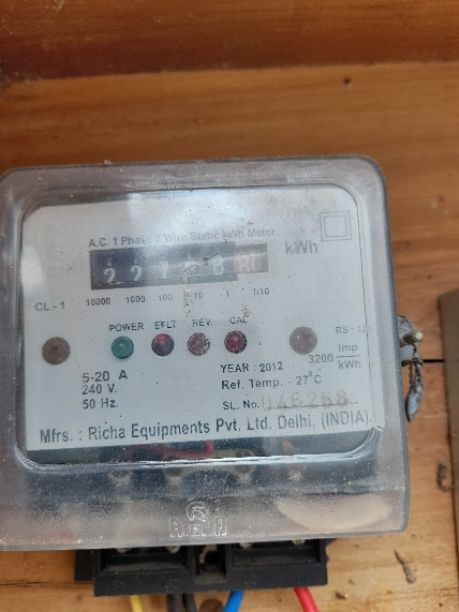 A.C. 1 Phase 2 Wire Static kWh Meter
kWh
CL - 1 10000 1000 100 10 1 1/10
POWER EFLT REV. CAL
5-20 A
240 V.
50 Hz.
3200 Imp/kWh
YEAR : 2012
Ref. Temp. - 27°C
SL. No. 046268
Mfrs. : Richa Equipments Pvt. Ltd. Delhi, (INDIA)